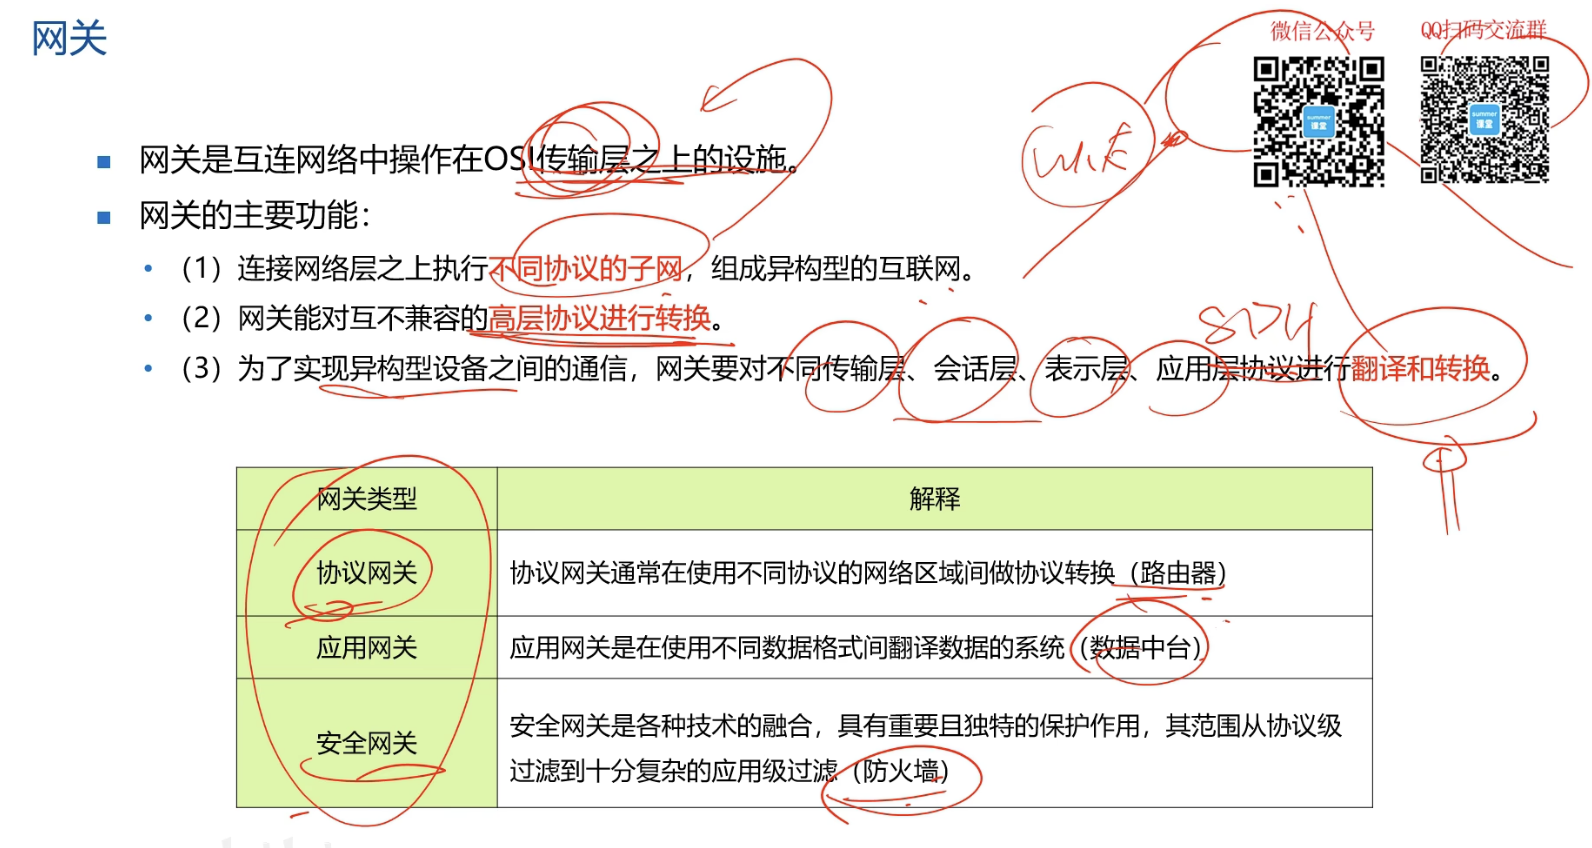 网关
微信公众号
QQ扫码交流群
summer
课堂
summer
课堂
网关是互连网络中操作在OSI传输层之上的设施。
网关的主要功能：
（1）连接网络层之上执行不同协议的子网，组成异构型的互联网。
（2）网关能对互不兼容的高层协议进行转换。
（3）为了实现异构型设备之间的通信，网关要对不同传输层、会话层、表示层、应用层协议进行翻译和转换。
网关类型 解释
协议网关 协议网关通常在使用不同协议的网络区域间做协议转换（路由器）
应用网关 应用网关是在使用不同数据格式间翻译数据的系统（数据中台）
安全网关 安全网关是各种技术的融合，具有重要且独特的保护作用，其范围从协议级
过滤到十分复杂的应用级过滤（防火墙）